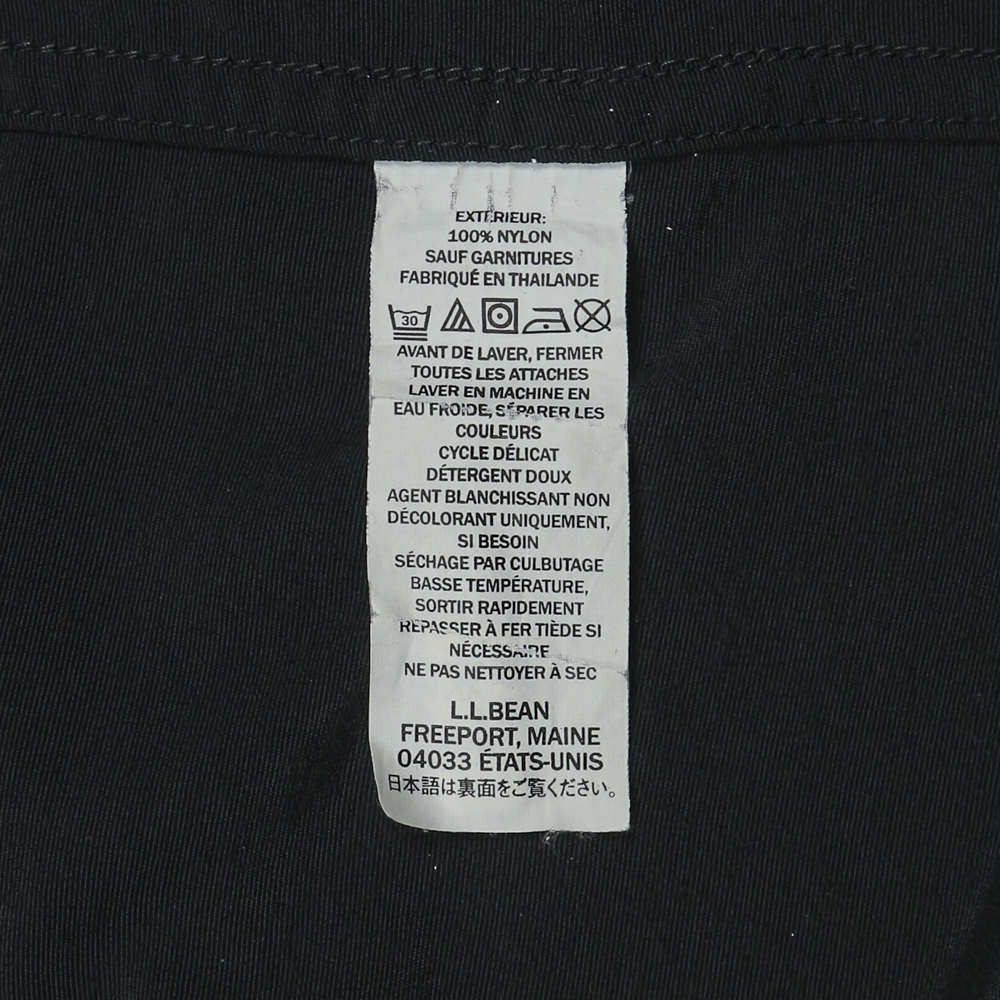 EXTÉRIEUR:
100% NYLON
SAUF GARNITURES
FABRIQUÉ EN THAILANDE
30
AVANT DE LAVER, FERMER
TOUTES LES ATTACHES
LAVER EN MACHINE EN
EAU FROIDE, SÉPARER LES
COULEURS
CYCLE DÉLICAT
DÉTERGENT DOUX
AGENT BLANCHISSANT NON
DÉCOLORANT UNIQUEMENT,
SI BESOIN
SÉCHAGE PAR CULBUTAGE
BASSE TEMPÉRATURE,
SORTIR RAPIDEMENT
REPASSER À FER TIÈDE SI
NÉCESSAIRE
NE PAS NETTOYER À SEC
L.L.BEAN
FREEPORT, MAINE
04033 ÉTATS-UNIS
日本語は裏面をご覧ください。